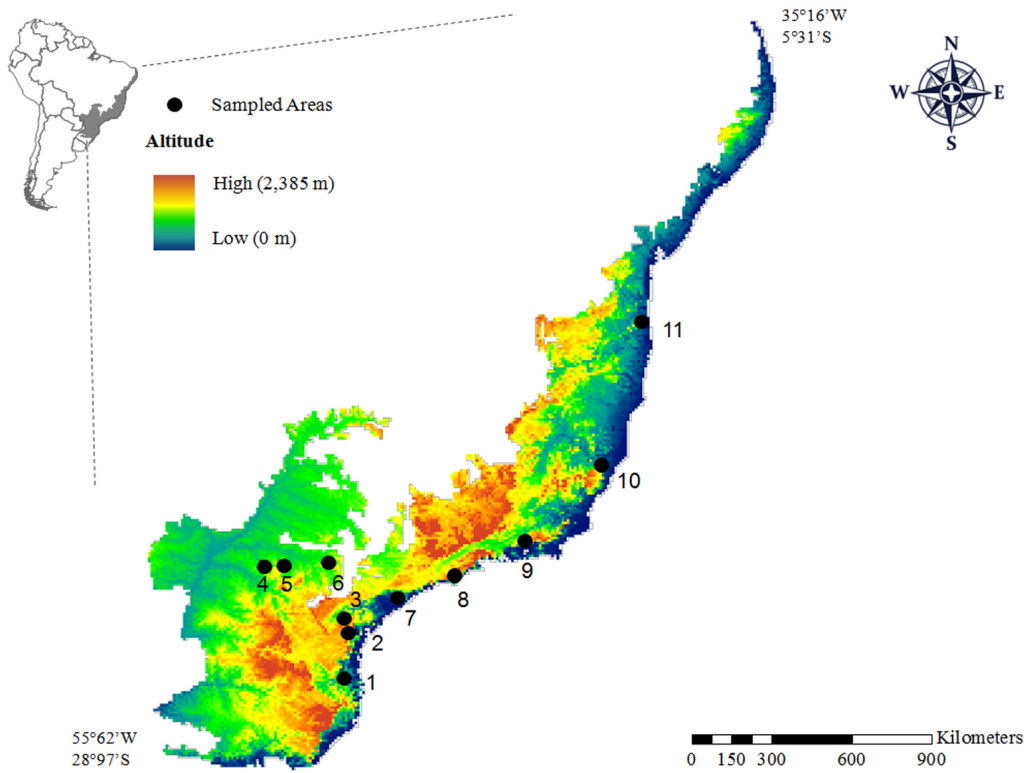 35°16’W
5°31’S
N
W
E
S
Sampled Areas
Altitude
High (2,385 m)
Low (0 m)
11
10
9
8
7
6
5
4
3
2
1
55°62’W
28°97’S
Kilometers
0 150 300 600 900